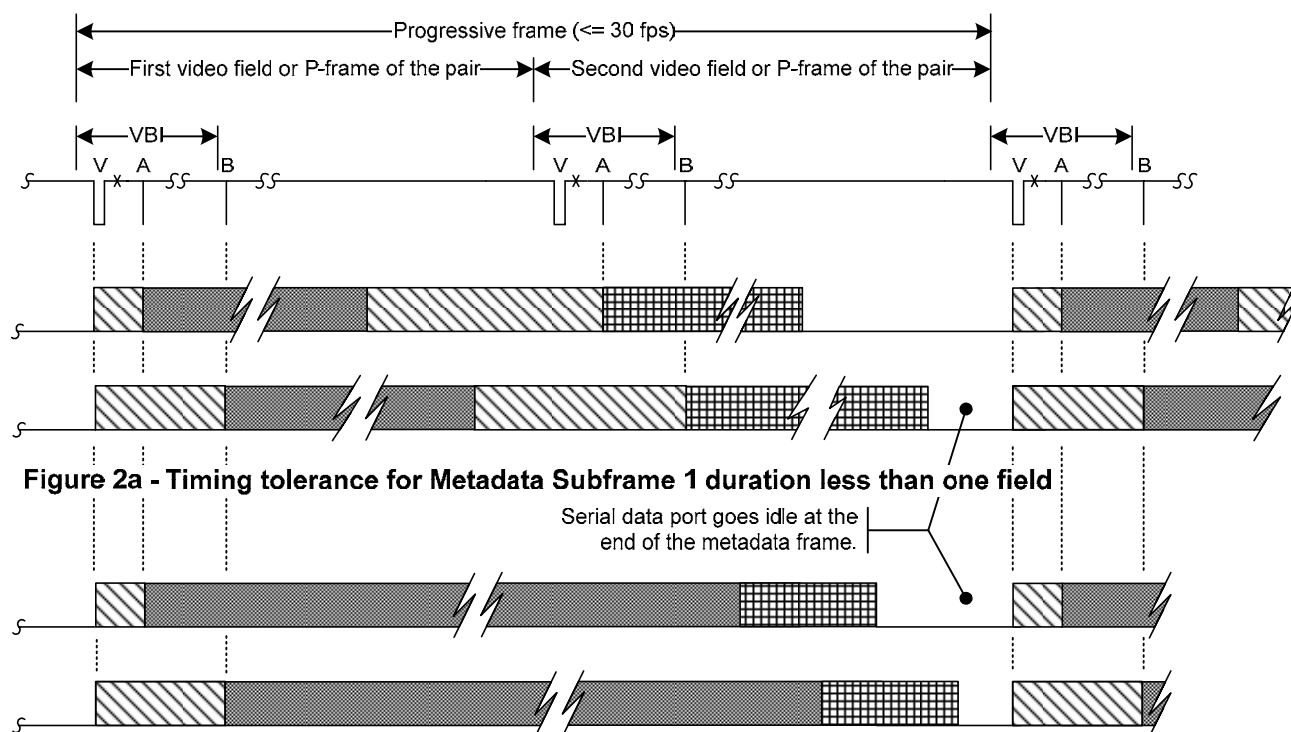 Progressive frame (<= 30 fps)
First video field or P-frame of the pair
Second video field or P-frame of the pair
VBI
VBI
VBI
V
A
B
V
A
B
V
A
B
Figure 2a - Timing tolerance for Metadata Subframe 1 duration less than one field
Serial data port goes idle at the
end of the metadata frame.